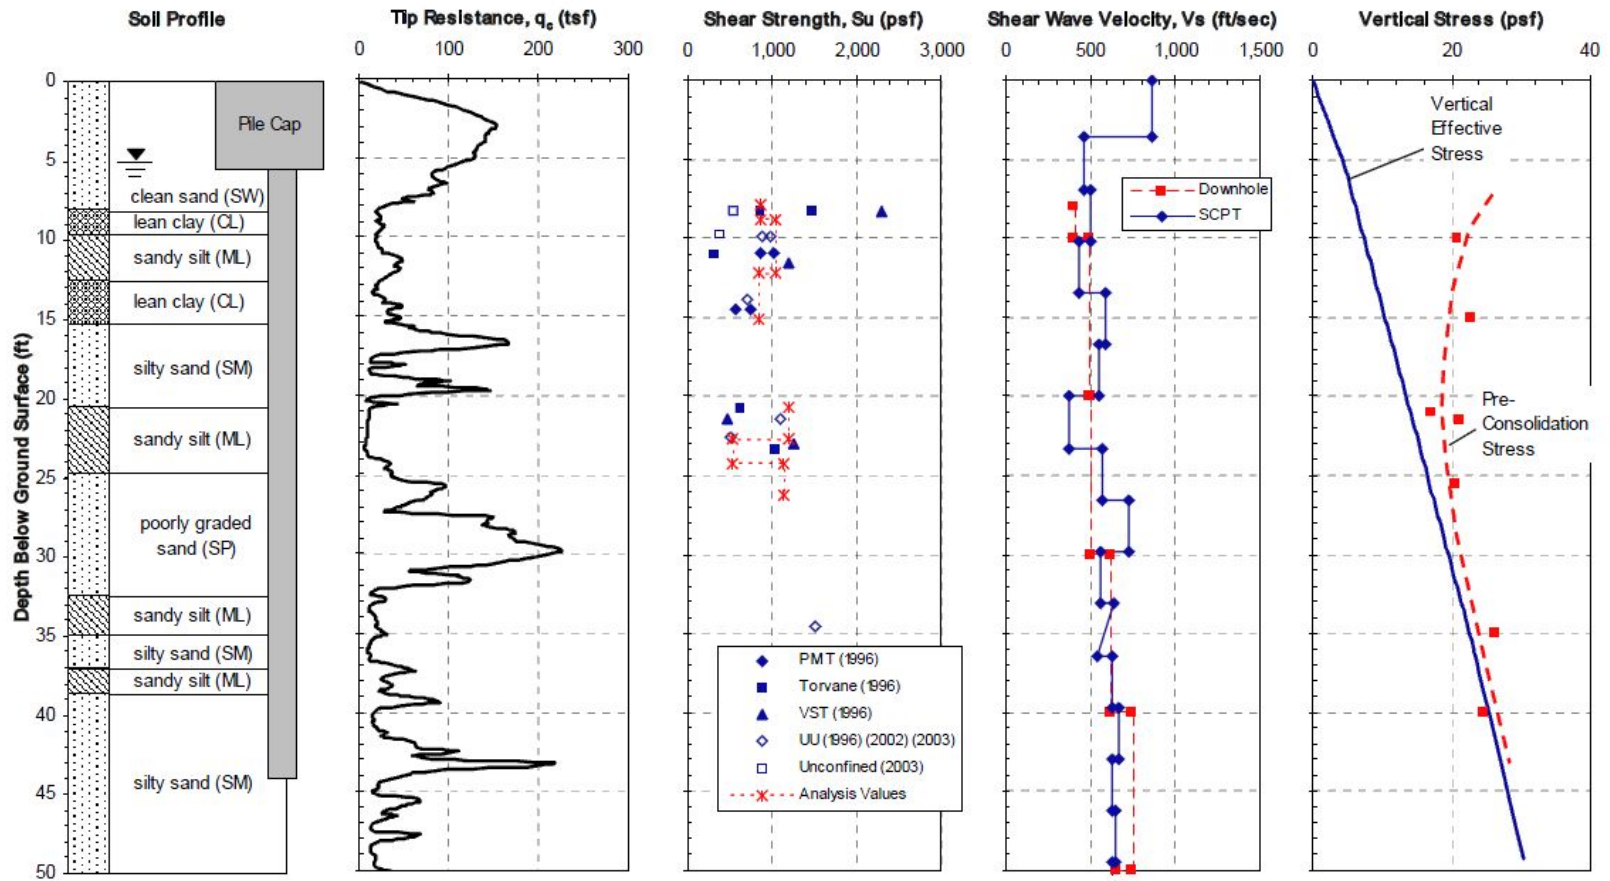 Soil Profile
Tip Resistance, qc (tsf)
Shear Strength, Su (psf)
Shear Wave Velocity, Vs (ft/sec)
Vertical Stress (psf)
0 100 200 300
0 1,000 2,000 3,000
0 500 1,000 1,500
0 20 40
Depth Below Ground Surface (ft)
0
5
10
15
20
25
30
35
40
45
50
Pile Cap
clean sand (SW)
lean clay (CL)
sandy silt (ML)
lean clay (CL)
silty sand (SM)
sandy silt (ML)
poorly graded
sand (SP)
sandy silt (ML)
silty sand (SM)
sandy silt (ML)
silty sand (SM)
PMT (1996)
Torvane (1996)
VST (1996)
UU (1996) (2002) (2003)
Unconfined (2003)
Analysis Values
Downhole
SCPT
Vertical
Effective
Stress
Pre-
Consolidation
Stress